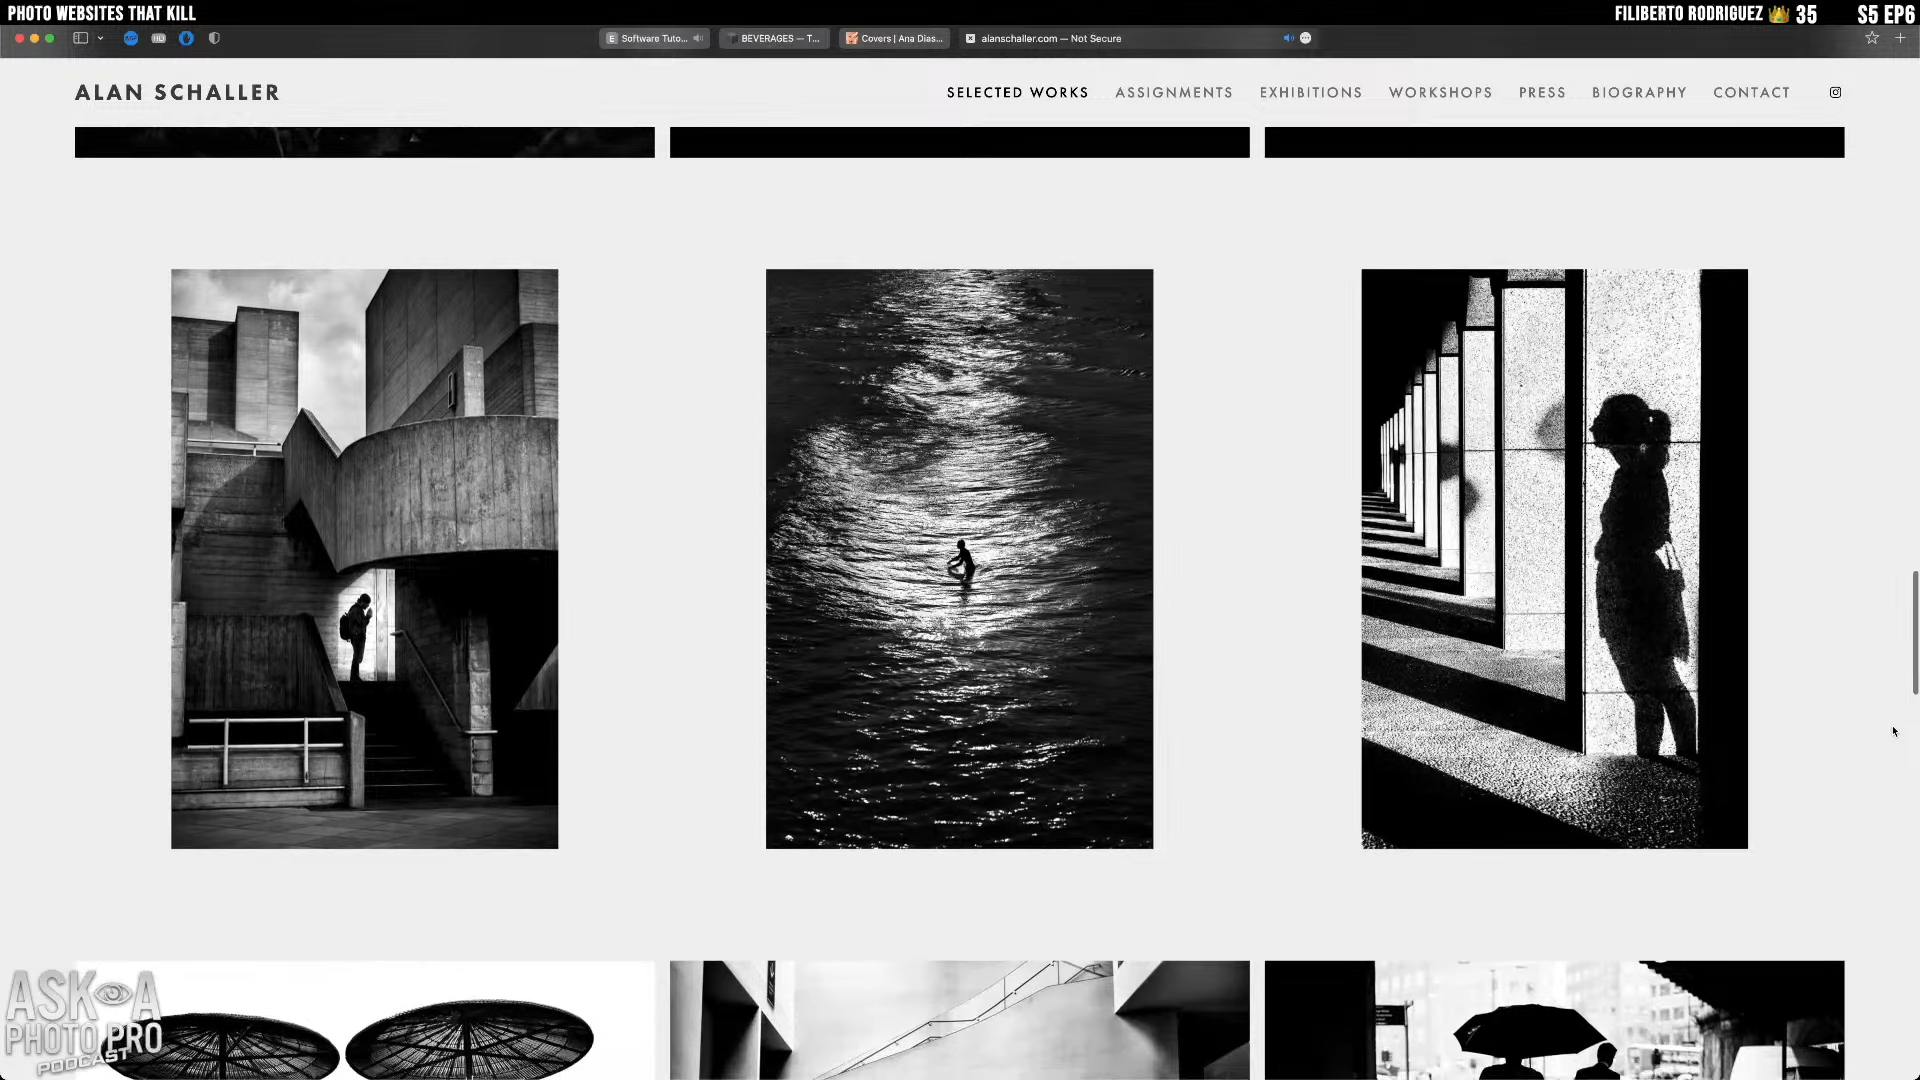 PHOTO WEBSITES THAT KILL
FILIBERTO RODRIGUEZ 👑 35
S5 EP6
Software Tuto...
BEVERAGES — T...
Covers | Ana Dias...
alanschaller.com — Not Secure
ALAN SCHALLER
SELECTED WORKS
ASSIGNMENTS
EXHIBITIONS
WORKSHOPS
PRESS
BIOGRAPHY
CONTACT
ASK A
PHOTO PRO
PODCAST